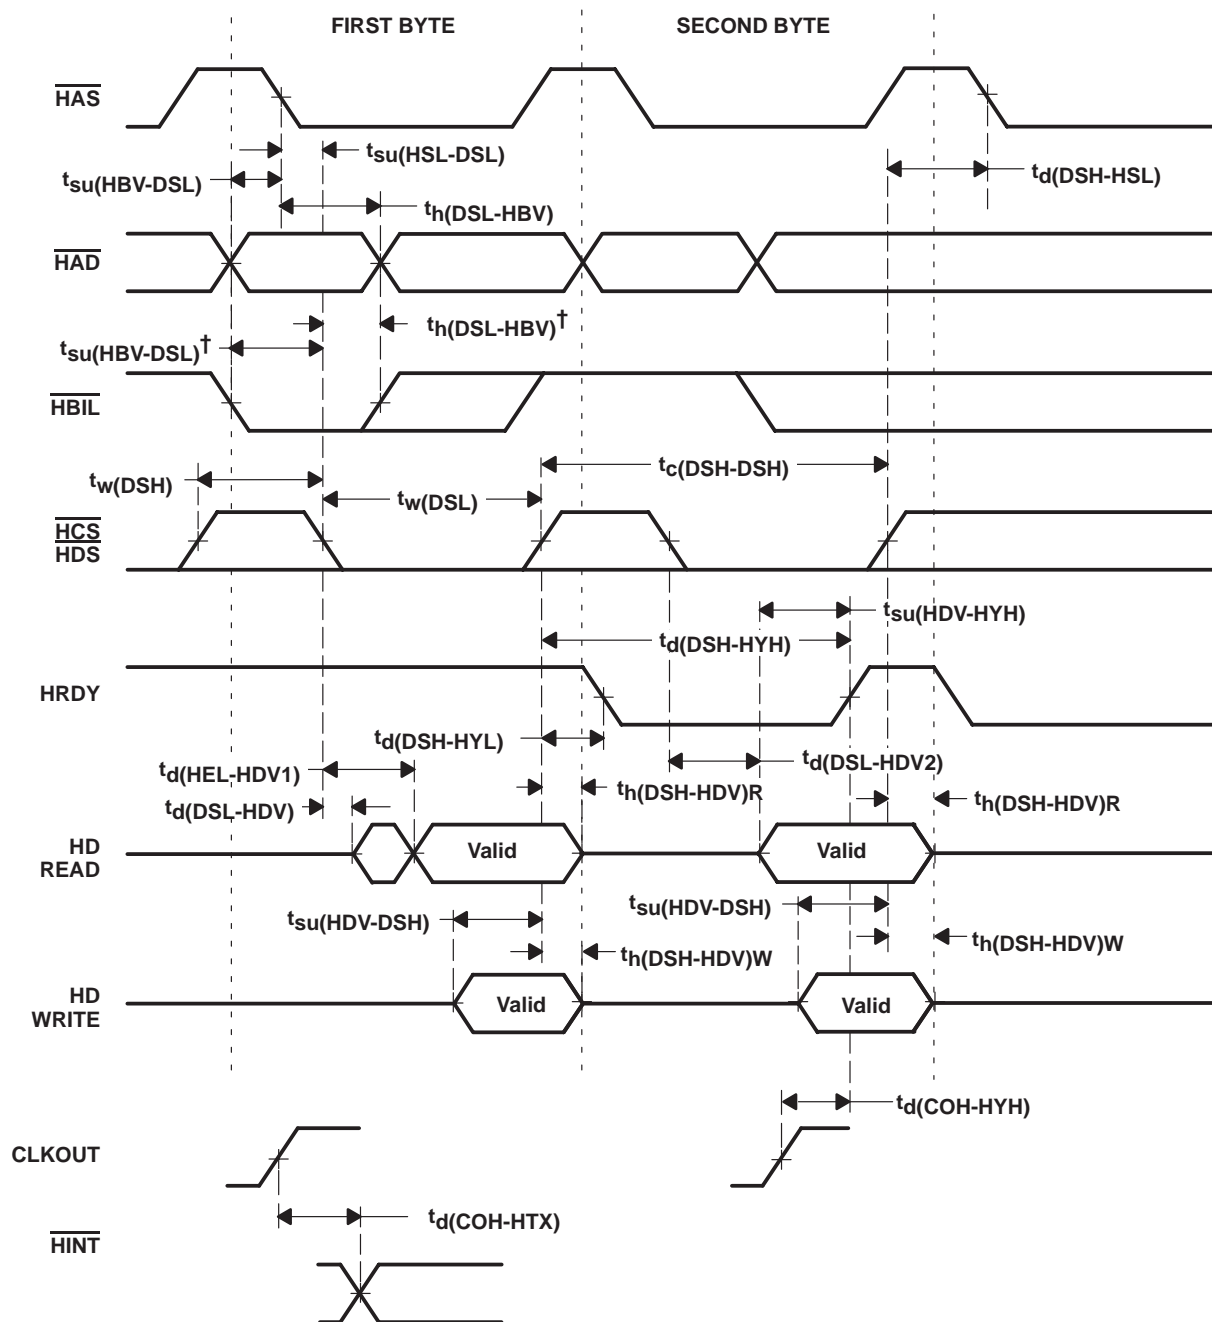 FIRST BYTE SECOND BYTE
HAS
tsu(HSL-DSL)
tsu(HBV-DSL)
td(DSH-HSL)
th(DSL-HBV)
HAD
th(DSL-HBV)†
tsu(HBV-DSL)†
HBIL
tc(DSH-DSH)
tw(DSH)
tw(DSL)
HCS
HDS
tsu(HDV-HYH)
td(DSH-HYH)
HRDY
td(DSH-HYL)
td(DSL-HDV2)
td(HEL-HDV1)
th(DSH-HDV)R
th(DSH-HDV)R
td(DSL-HDV)
HD
READ
Valid
Valid
tsu(HDV-DSH)
tsu(HDV-DSH)
th(DSH-HDV)W
th(DSH-HDV)W
HD
WRITE
Valid
Valid
td(COH-HYH)
CLKOUT
td(COH-HTX)
HINT